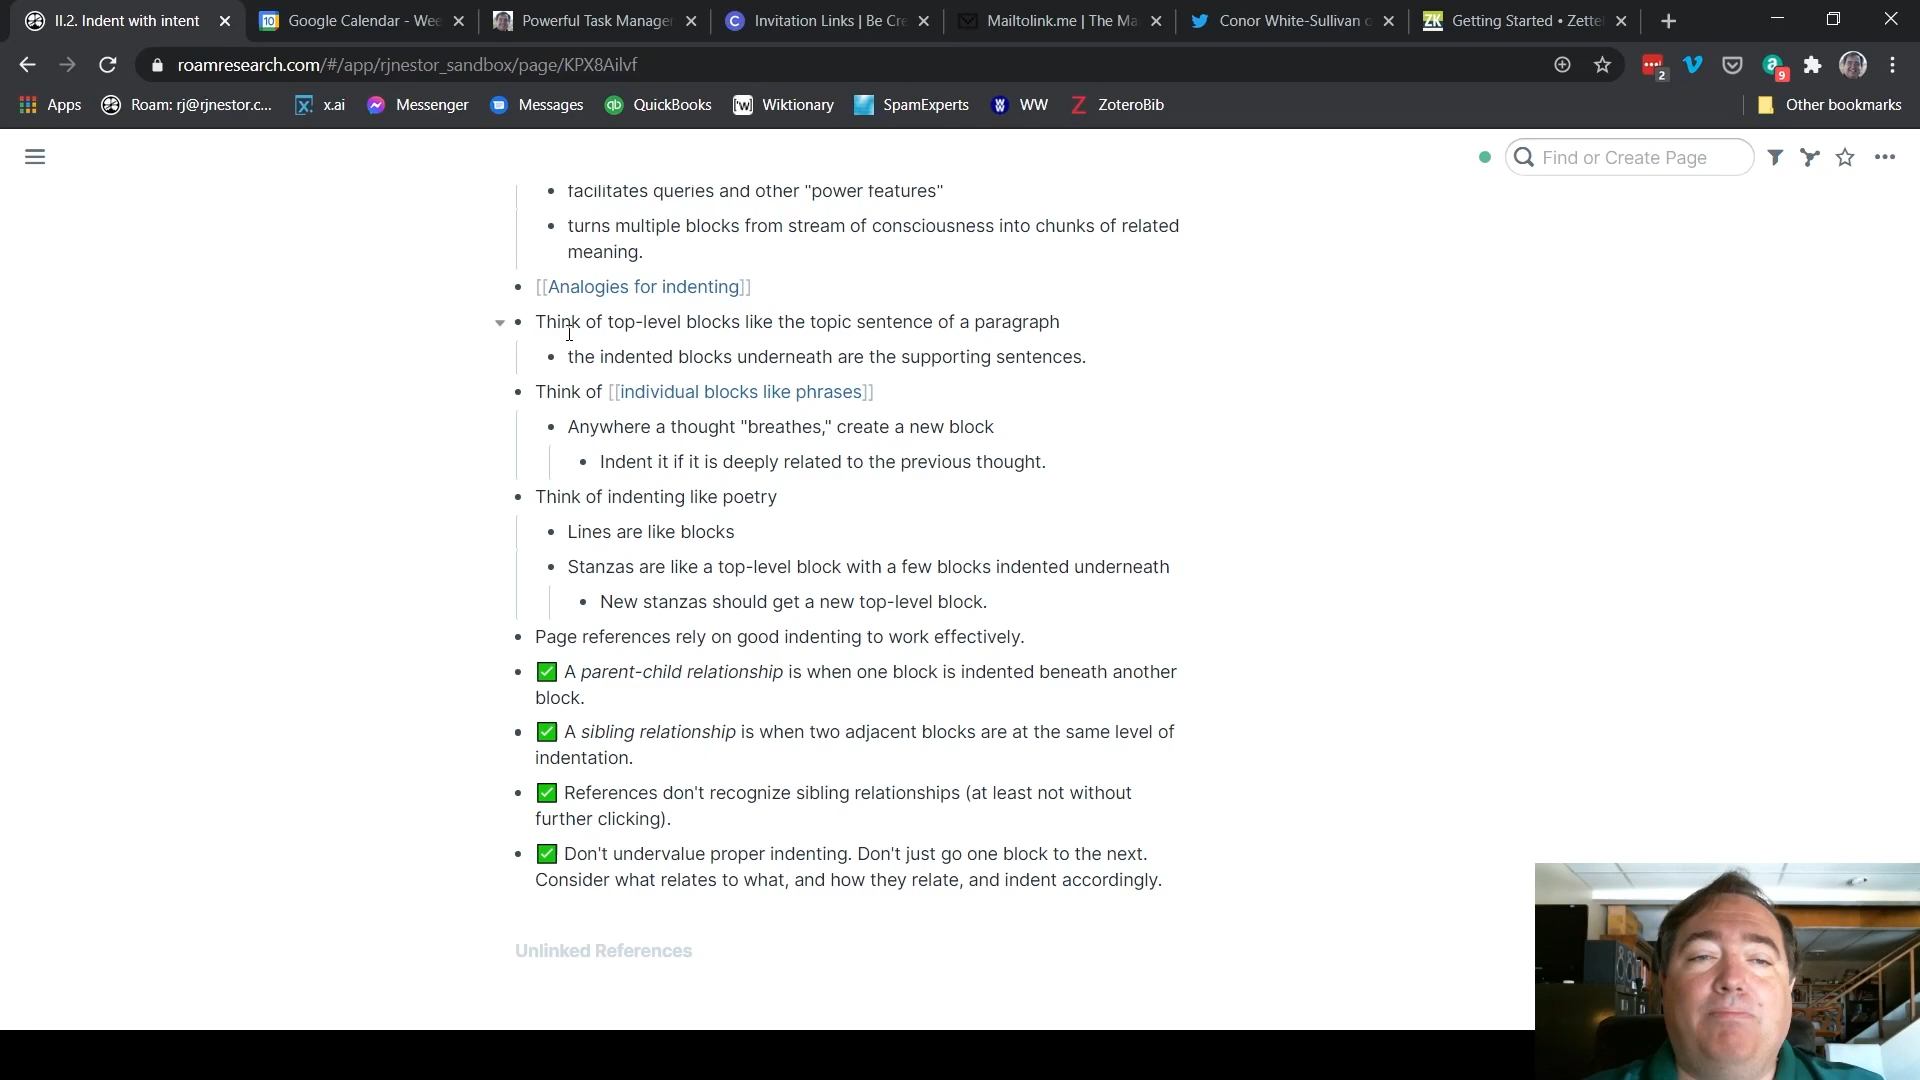 II.2. Indent with intent
Google Calendar - Wee
Powerful Task Manager
Invitation Links | Be Cre
Mailtolink.me | The Ma
Conor White-Sullivan o
Getting Started • Zette
roamresearch.com/#/app/rjnestor_sandbox/page/KPX8Ailvf
2
9
Apps
Roam: rj@rjnestor.c...
x.ai
Messenger
Messages
QuickBooks
Wiktionary
SpamExperts
WW
ZoteroBib
Other bookmarks
Find or Create Page
facilitates queries and other "power features"
turns multiple blocks from stream of consciousness into chunks of related
meaning.
[[Analogies for indenting]]
Think of top-level blocks like the topic sentence of a paragraph
the indented blocks underneath are the supporting sentences.
Think of [[individual blocks like phrases]]
Anywhere a thought "breathes," create a new block
Indent it if it is deeply related to the previous thought.
Think of indenting like poetry
Lines are like blocks
Stanzas are like a top-level block with a few blocks indented underneath
New stanzas should get a new top-level block.
Page references rely on good indenting to work effectively.
✅ A parent-child relationship is when one block is indented beneath another
block.
✅ A sibling relationship is when two adjacent blocks are at the same level of
indentation.
✅ References don't recognize sibling relationships (at least not without
further clicking).
✅ Don't undervalue proper indenting. Don't just go one block to the next.
Consider what relates to what, and how they relate, and indent accordingly.
Unlinked References